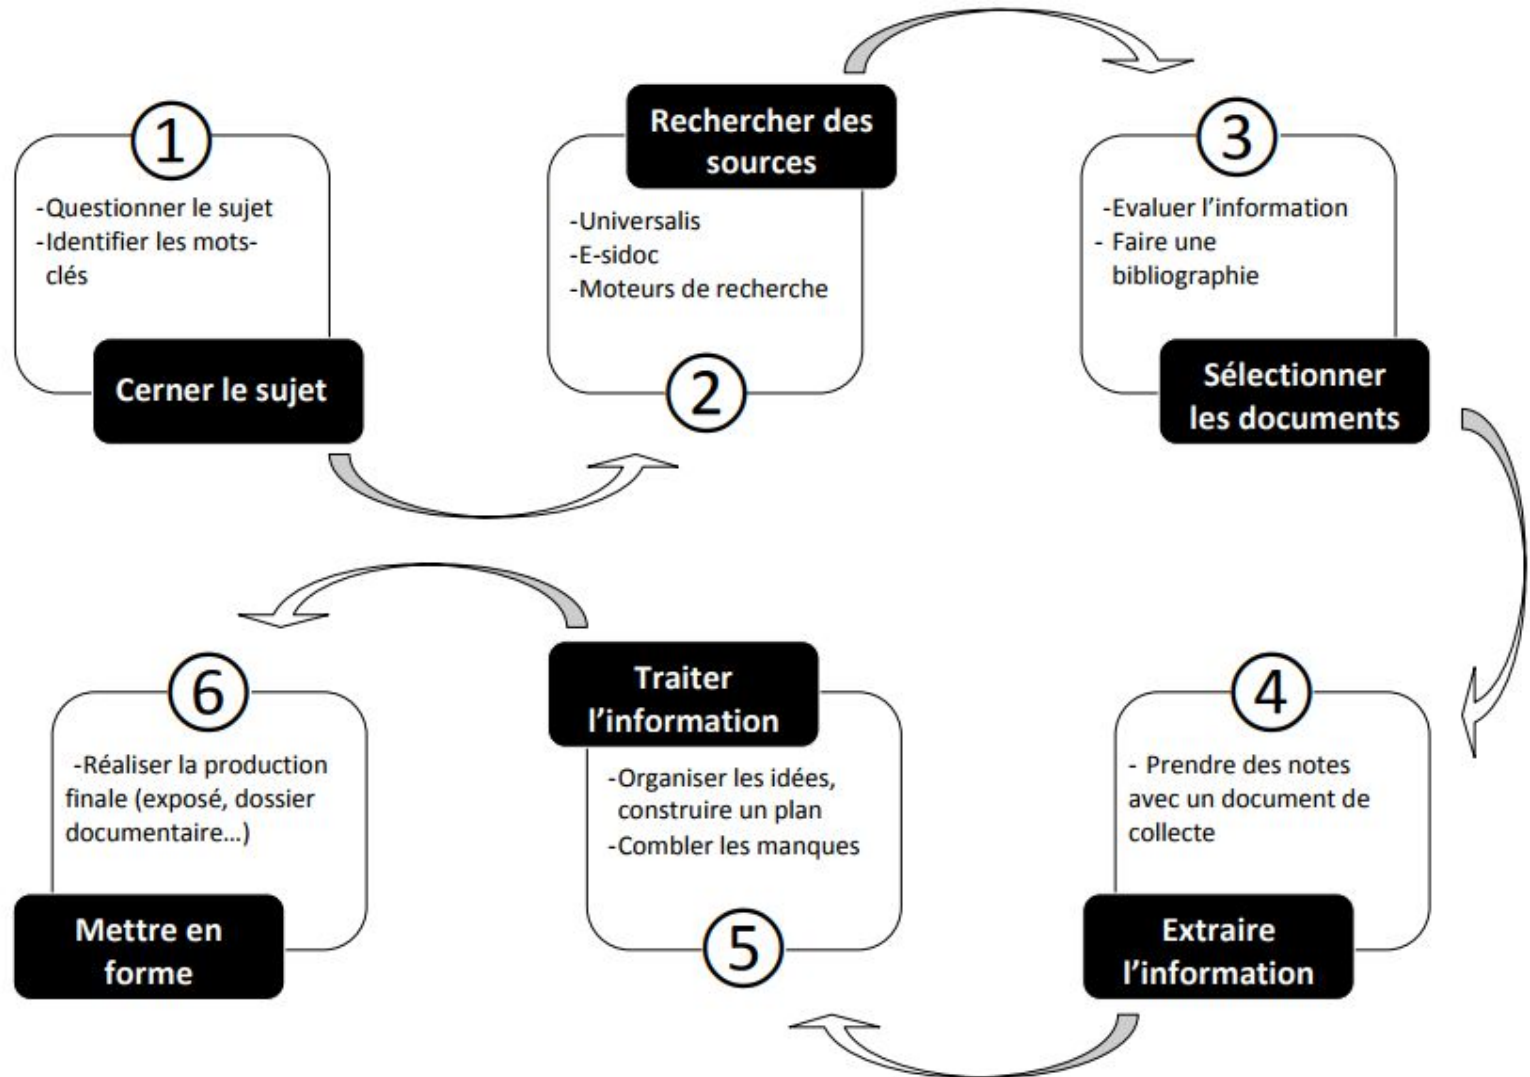 1
-Questionner le sujet
-Identifier les mots-
clés
Cerner le sujet
Rechercher des
sources
-Universalis
-E-sidoc
-Moteurs de recherche
2
3
-Evaluer l’information
- Faire une
bibliographie
Sélectionner
les documents
4
- Prendre des notes
avec un document de
collecte
Extraire
l’information
Traiter
l’information
-Organiser les idées,
construire un plan
-Combler les manques
5
6
-Réaliser la production
finale (exposé, dossier
documentaire…)
Mettre en
forme